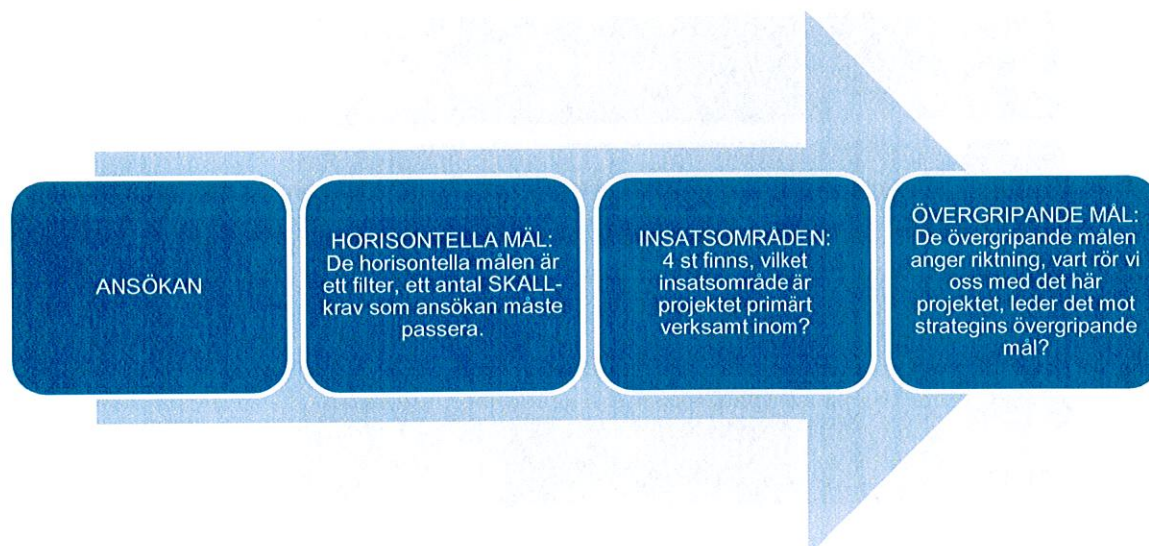 ANSÖKAN
HORISONTELLA MÅL:
De horisontella målen är
ett filter, ett antal SKALL-
krav som ansökan måste
passera.
INSATSOMRÅDEN:
4 st finns, vilket
insatsområde är
projektet primärt
verksamt inom?
ÖVERGRIPANDE MÅL:
De övergripande målen
anger riktning, vart rör vi
oss med det här
projektet, leder det mot
strategins övergripande
mål?